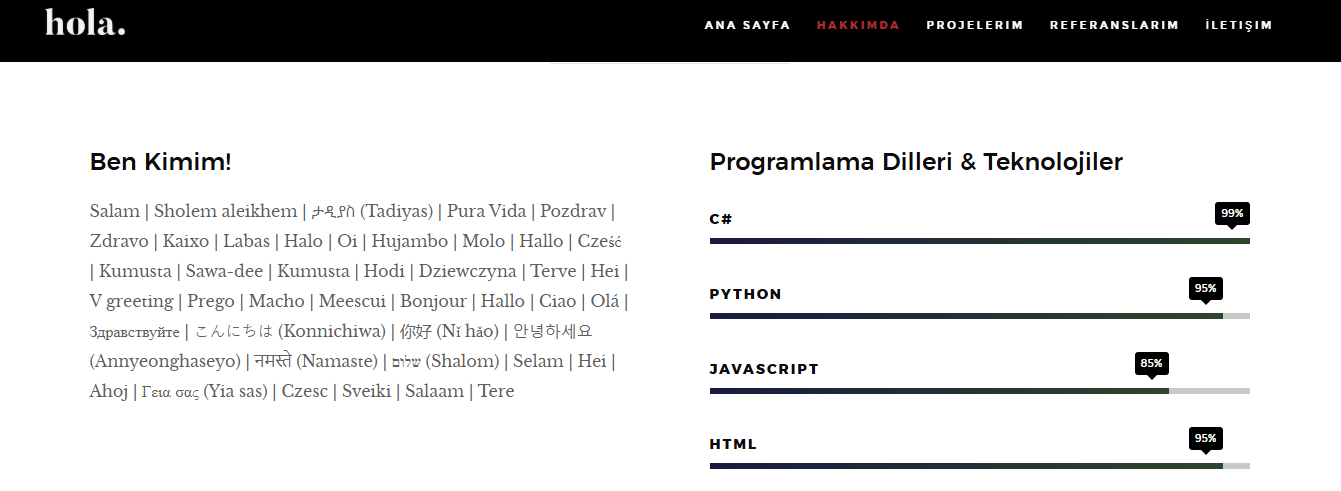 hola.
ANA SAYFA HAKKIMDA PROJELERIM REFERANSLARIM İLETIŞIM
Ben Kimim!
Salam | Sholem aleikhem | ታዲያስ (Tadiyas) | Pura Vida | Pozdrav |
Zdravo | Kaixo | Labas | Halo | Oi | Hujambo | Molo | Hallo | Cześć
| Kumusta | Sawa-dee | Kumusta | Hodi | Dziewczyna | Terve | Hei |
V greeting | Prego | Macho | Meescui | Bonjour | Hallo | Ciao | Olá |
Здравствуйте | こんにちは (Konnichiwa) | 你好 (Nǐ hǎo) | 안녕하세요
(Annyeonghaseyo) | नमस्ते (Namaste) | שלום (Shalom) | Selam | Hei |
Ahoj | Γεια σας (Yia sas) | Czesc | Sveiki | Salaam | Tere
Programlama Dilleri & Teknolojiler
C# 99%
PYTHON 95%
JAVASCRIPT 85%
HTML 95%